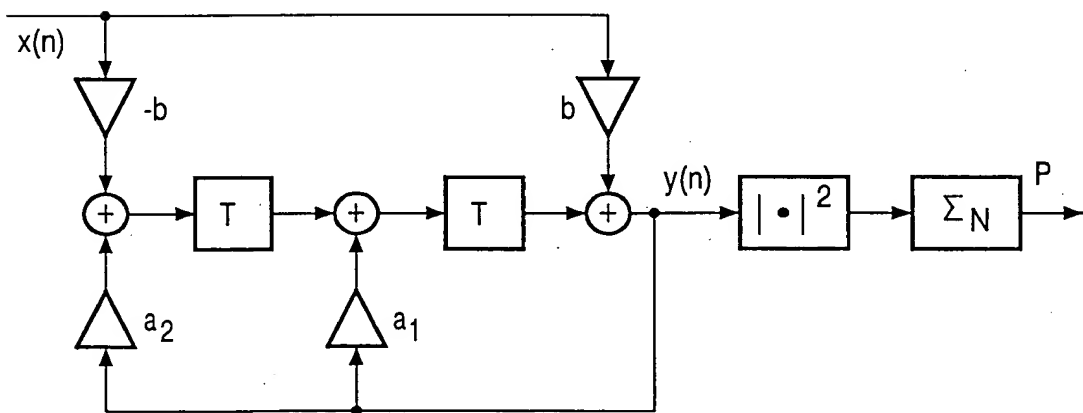 x(n)
-b
b
+
T
+
T
+
y(n)
| • | ²
Σ_N
P
a₂
a₁